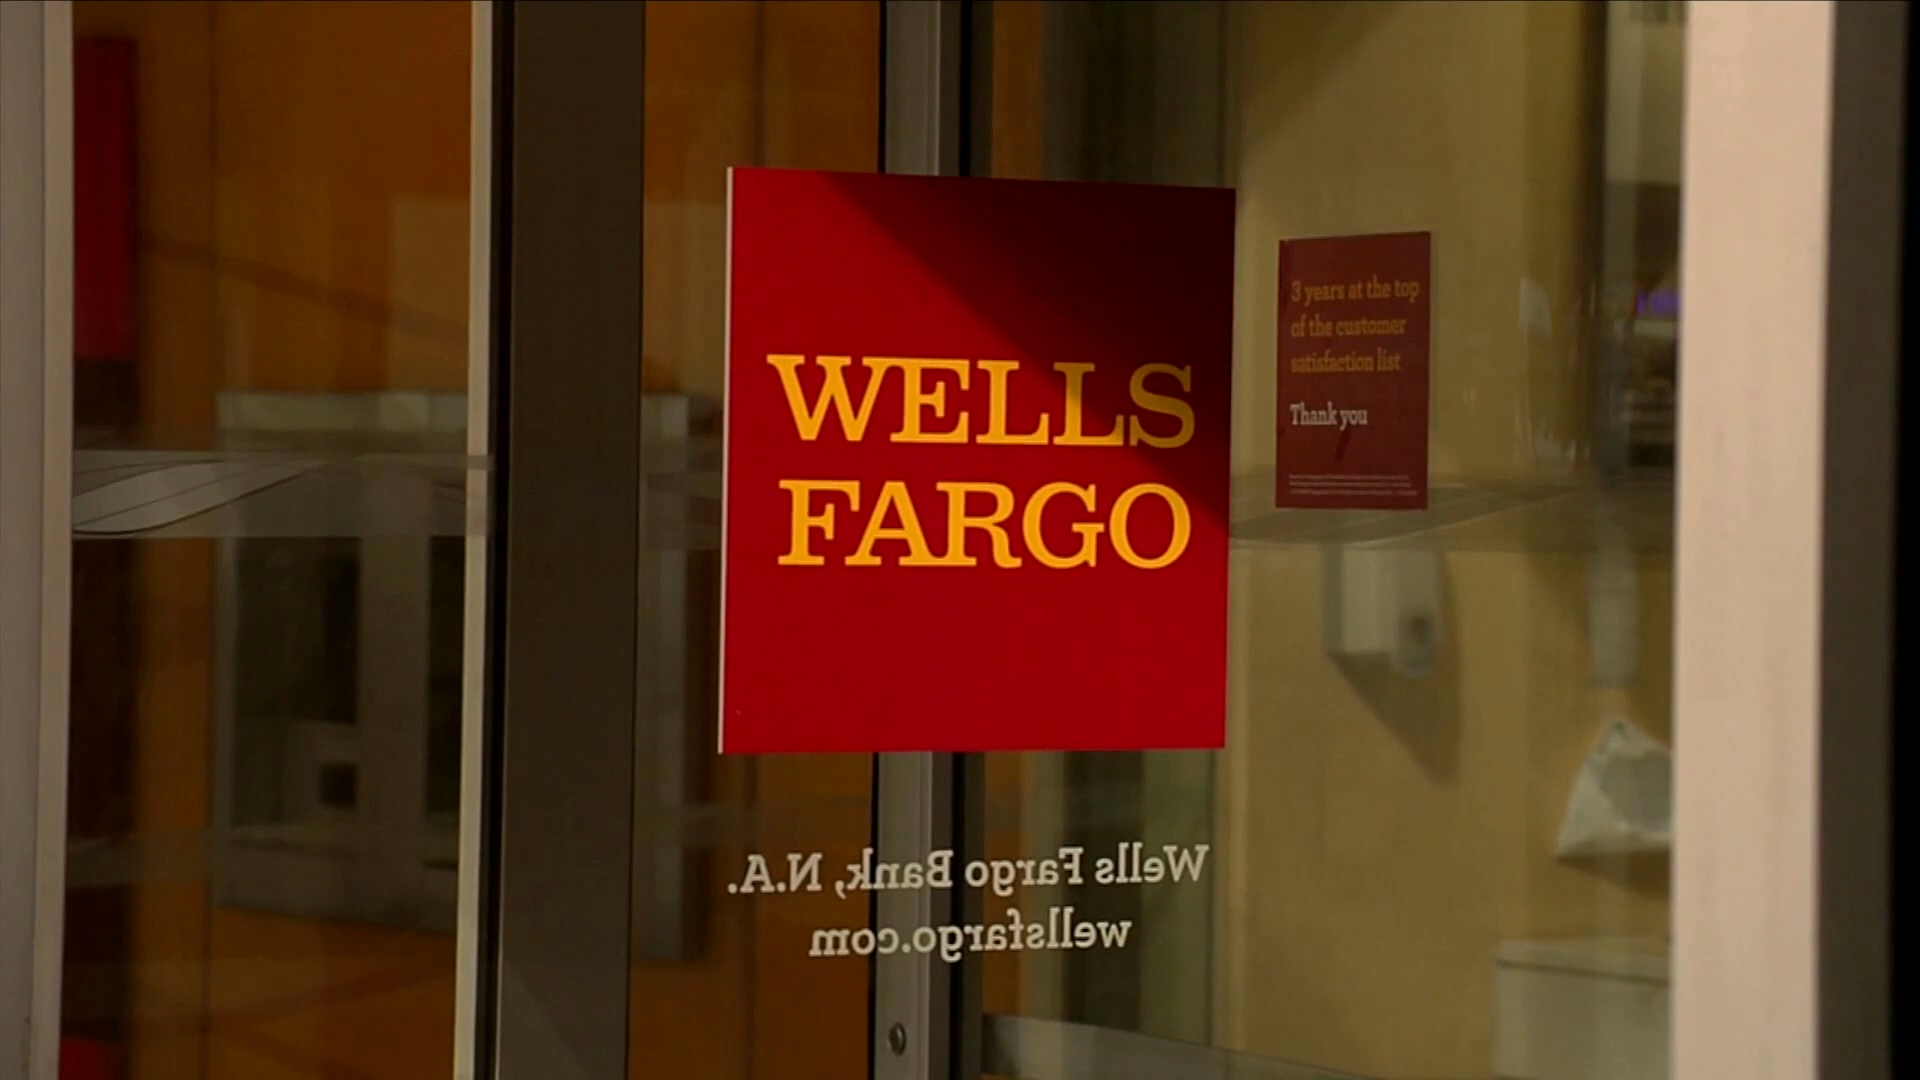 WELLS
FARGO
3 years at the top
of the customer
satisfaction list
Thank you
Wells Fargo Bank, N.A.
wellsfargo.com